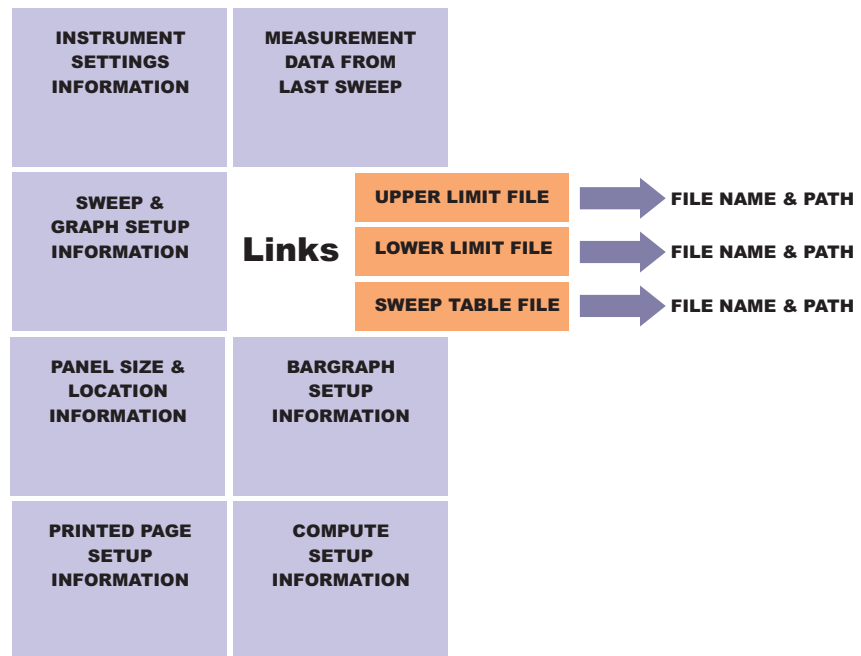 INSTRUMENT
SETTINGS
INFORMATION
MEASUREMENT
DATA FROM
LAST SWEEP
SWEEP &
GRAPH SETUP
INFORMATION
Links
UPPER LIMIT FILE
FILE NAME & PATH
LOWER LIMIT FILE
FILE NAME & PATH
SWEEP TABLE FILE
FILE NAME & PATH
PANEL SIZE &
LOCATION
INFORMATION
BARGRAPH
SETUP
INFORMATION
PRINTED PAGE
SETUP
INFORMATION
COMPUTE
SETUP
INFORMATION